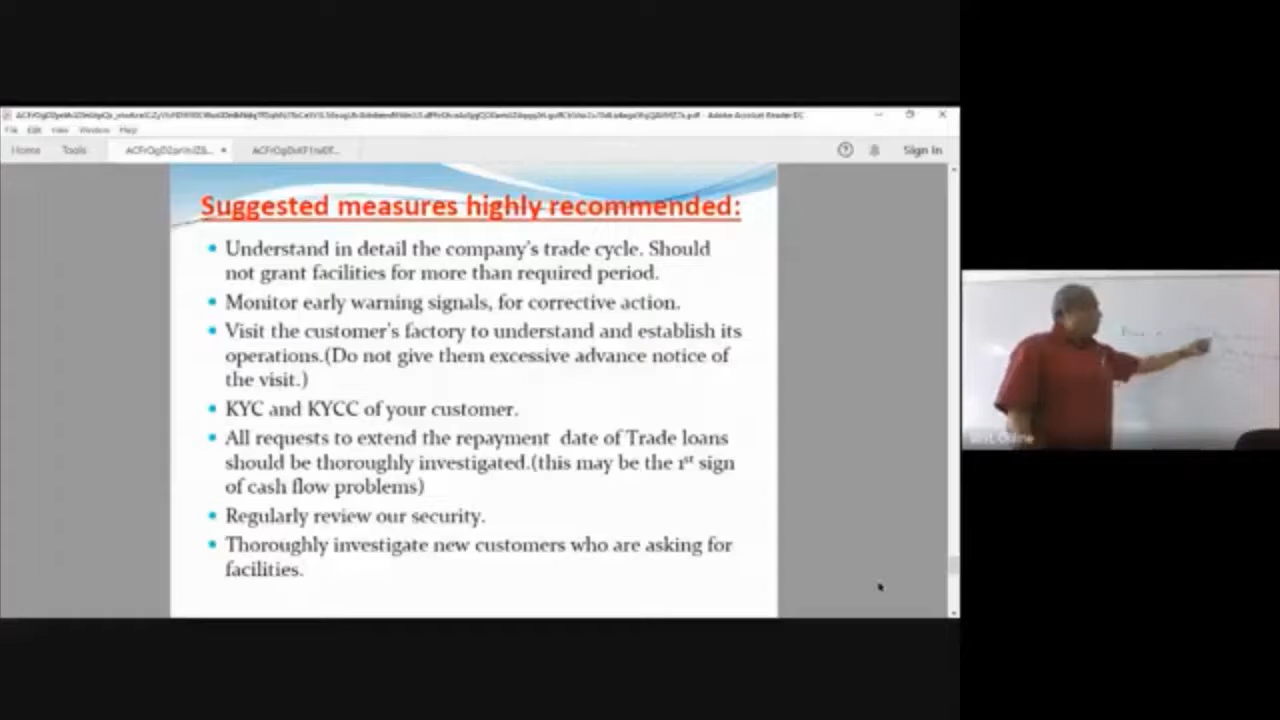 Adobe Acrobat Reader DC
File Edit View Window Help
Home Tools
Sign In
Suggested measures highly recommended:
• Understand in detail the company's trade cycle. Should
not grant facilities for more than required period.
• Monitor early warning signals, for corrective action.
• Visit the customer's factory to understand and establish its
operations.(Do not give them excessive advance notice of
the visit.)
• KYC and KYCC of your customer.
• All requests to extend the repayment date of Trade loans
should be thoroughly investigated.(this may be the 1st sign
of cash flow problems)
• Regularly review our security.
• Thoroughly investigate new customers who are asking for
facilities.
Online